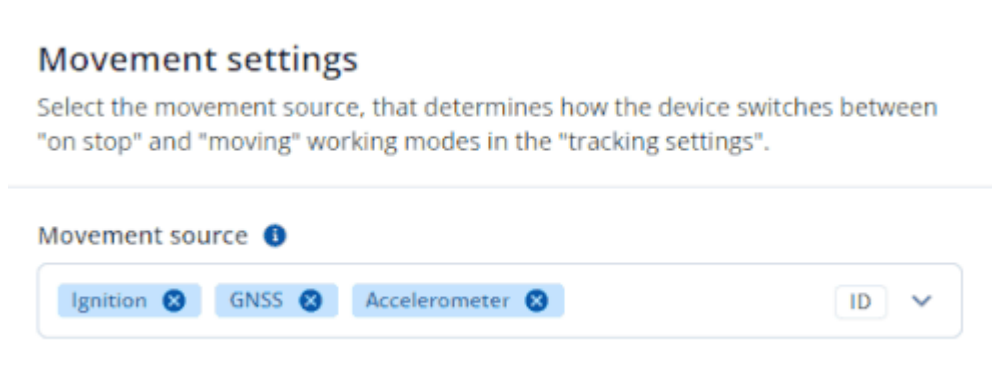 Movement settings
Select the movement source, that determines how the device switches between
"on stop" and "moving" working modes in the "tracking settings".
Movement source
Ignition GNSS Accelerometer ID